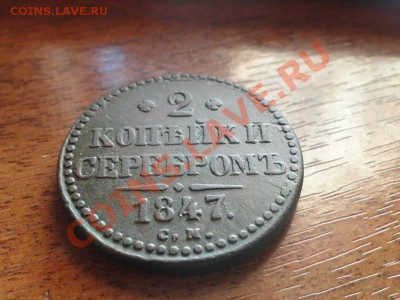 COINS.LAVE.RU
2
КОПѢЙКИ
СЕРЕБРОМЪ
1847.
С. М.
COINS.LAVE.RU